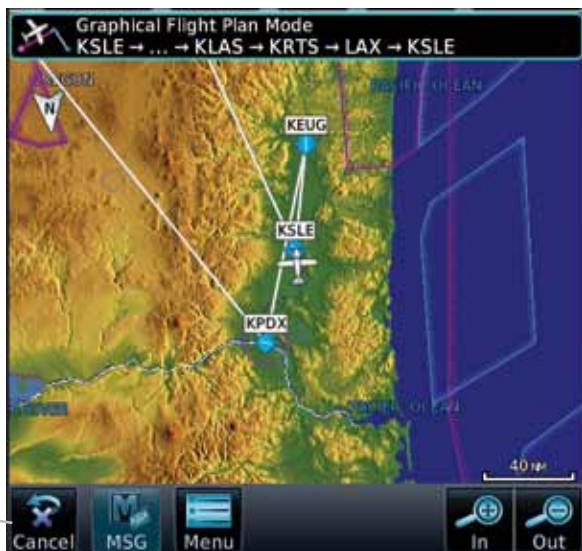 Graphical Flight Plan Mode
KSLE → ... → KLAS → KRTS → LAX → KSLE
N
KEUG
KSLE
KPDX
OCEAN
40 NM
Cancel
MSG
Menu
In
Out